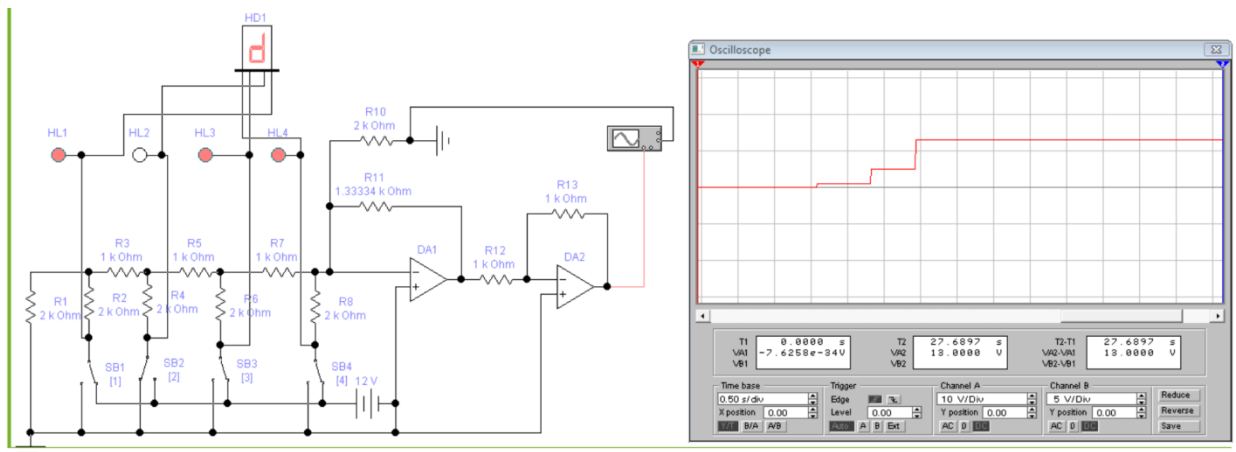 HD1
d
HL1
HL2
HL3
HL4
R10
2 k Ohm
R11
1.33334 k Ohm
R13
1 k Ohm
R3
1 k Ohm
R5
1 k Ohm
R7
1 k Ohm
DA1
R12
1 k Ohm
DA2
R1
2 k Ohm
R2
2 k Ohm
R4
2 k Ohm
R6
2 k Ohm
R8
2 k Ohm
SB1
[1]
SB2
[2]
SB3
[3]
SB4
[4]
12 V
Oscilloscope
1
2
T1 0.0000 s
VA1 -7.6258e-34V
VB1
T2 27.6897 s
VA2 13.0000 V
VB2
T2-T1 27.6897 s
VA2-VA1 13.0000 V
VB2-VB1
Time base
0.50 s/div
X position 0.00
Y/T B/A A/B
Trigger
Edge
Level 0.00
Auto A B Ext
Channel A
10 V/Div
Y position 0.00
AC 0 DC
Channel B
5 V/Div
Y position 0.00
AC 0 DC
Reduce
Reverse
Save